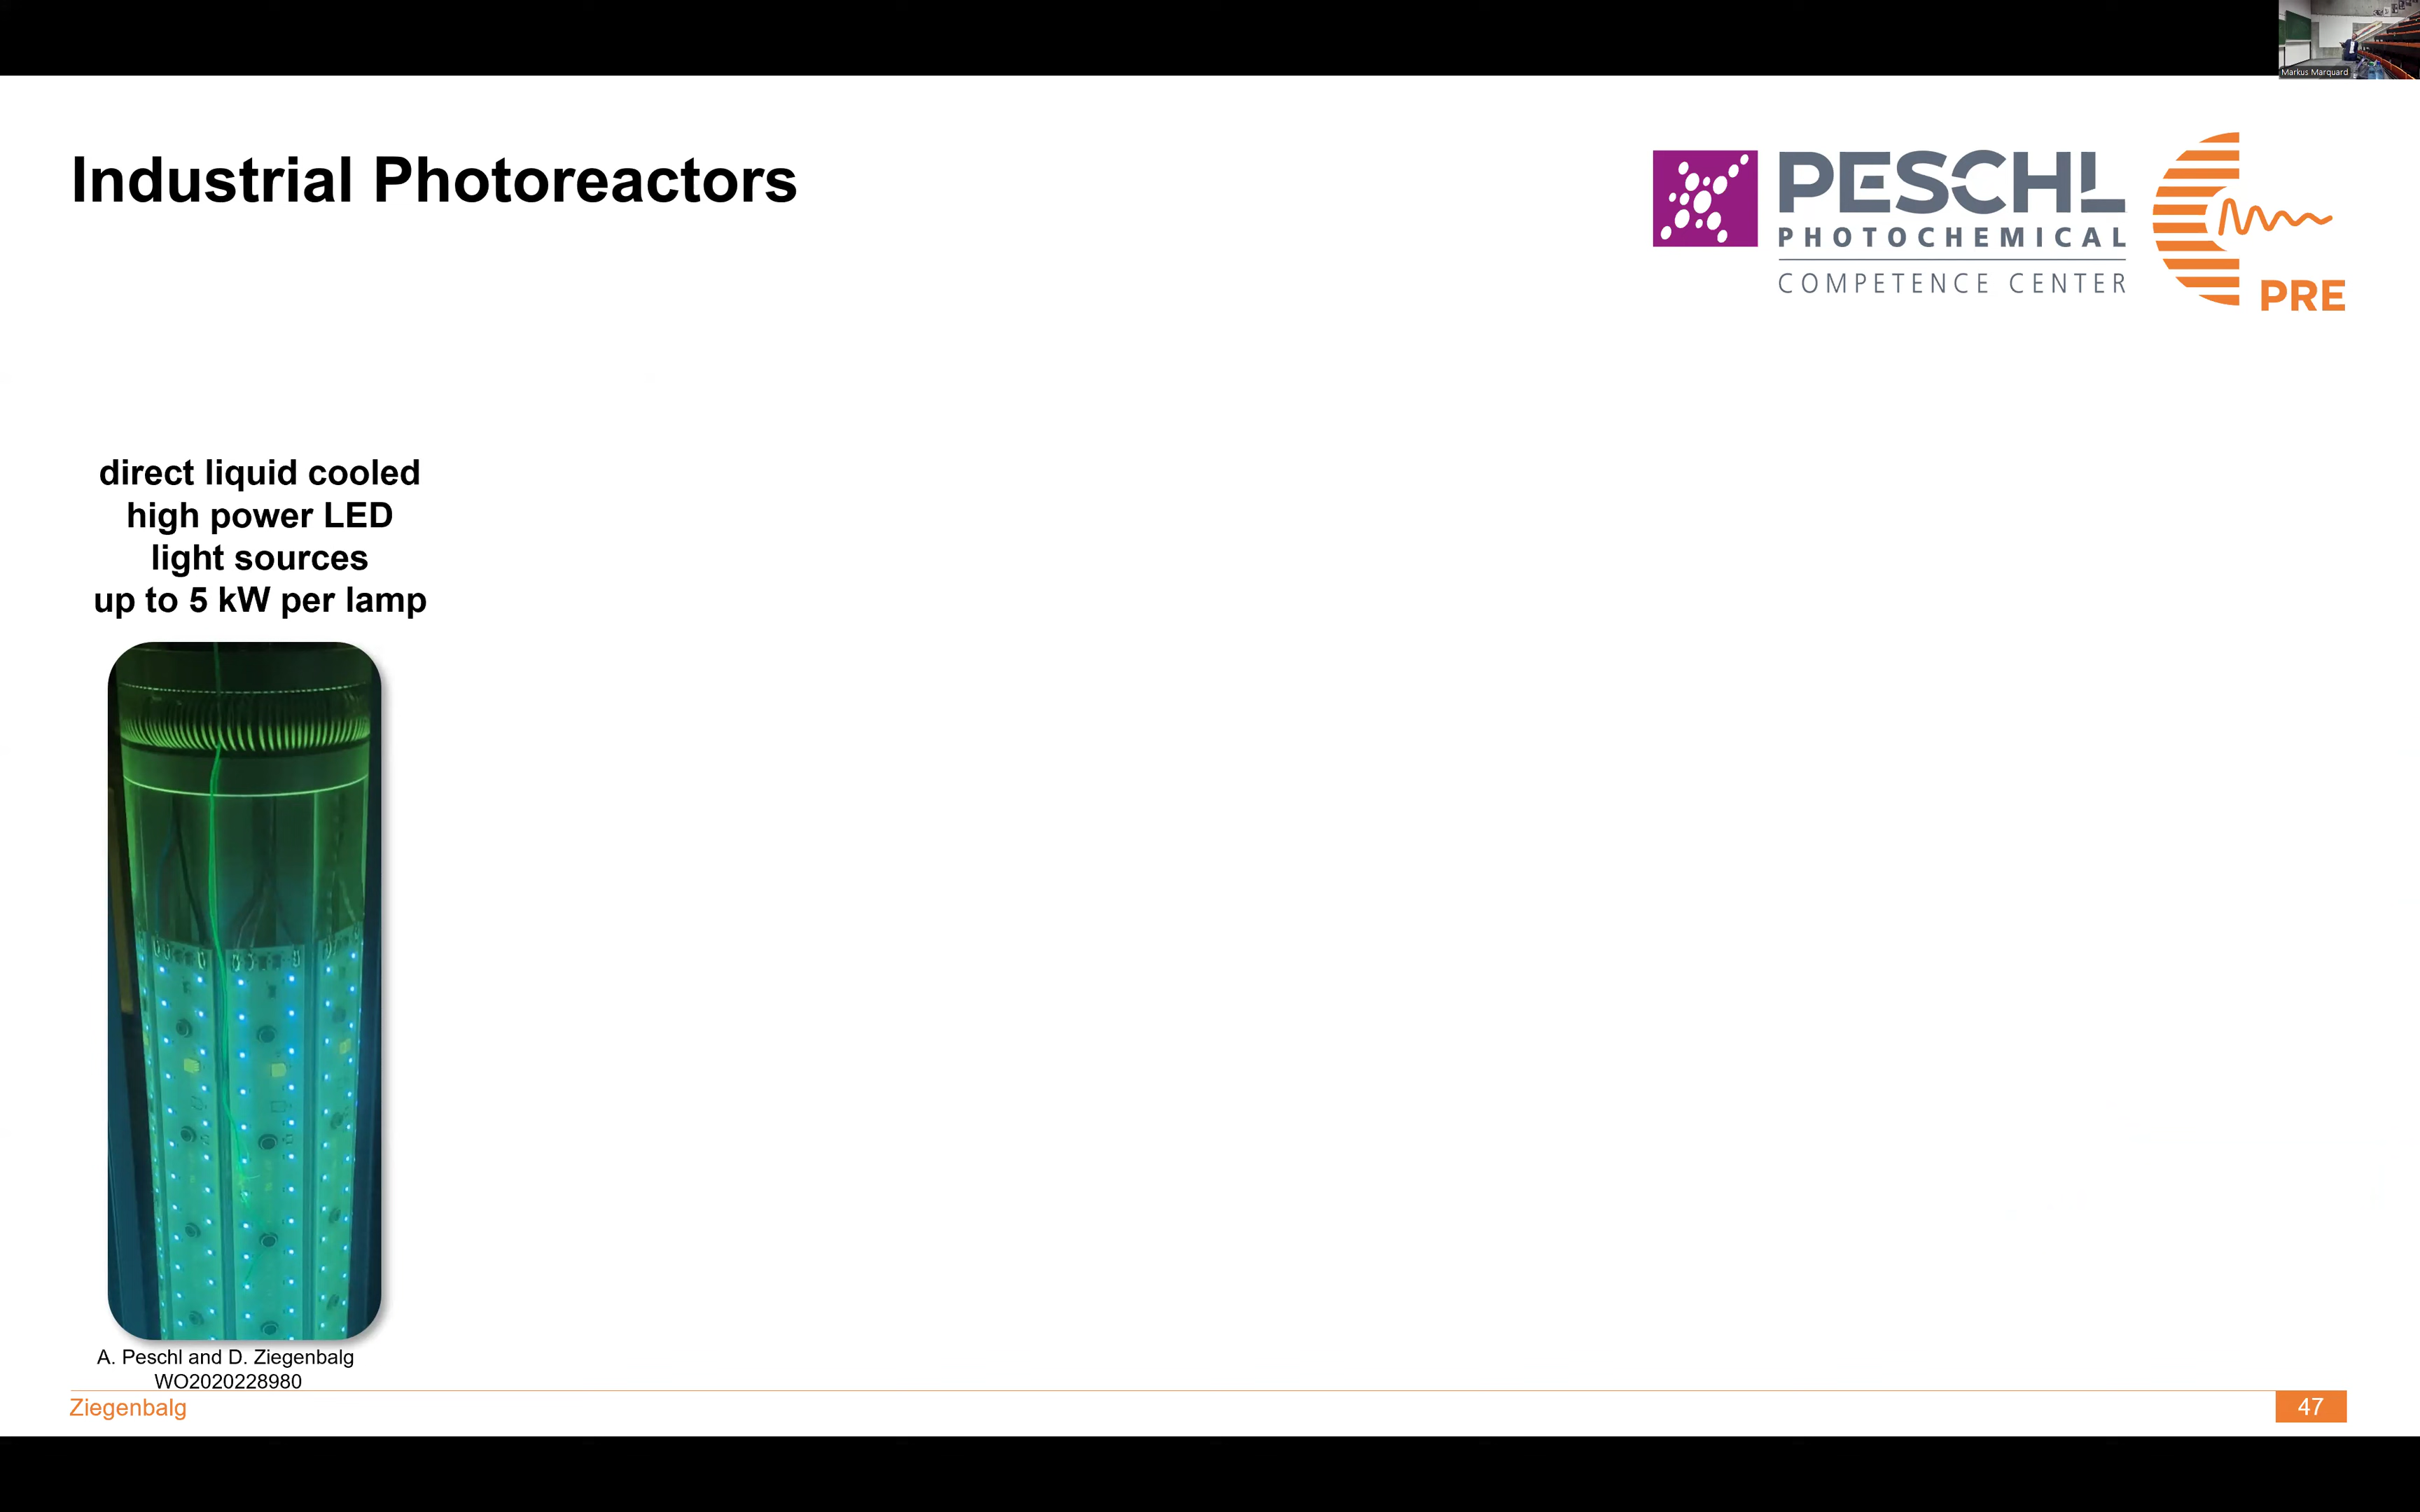 Markus Marquard
Industrial Photoreactors
PESCHL
PHOTOCHEMICAL
COMPETENCE CENTER
PRE
direct liquid cooled
high power LED
light sources
up to 5 kW per lamp
A. Peschl and D. Ziegenbalg
WO2020228980
Ziegenbalg
47